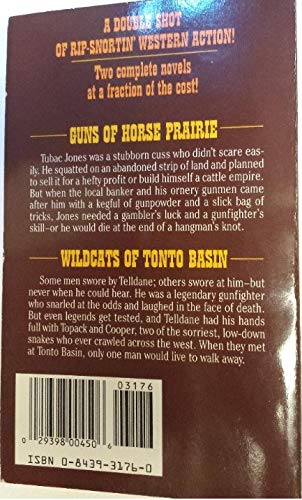 A DOUBLE SHOT
OF RIP-SNORTIN' WESTERN ACTION!
Two complete novels
at a fraction of the cost!
GUNS OF HORSE PRAIRIE
Tubac Jones was a stubborn cuss who didn't scare eas-
ily. He squatted on an abandoned strip of land and planned
to sell it for a hefty profit or build himself a cattle empire.
But when the local banker and his ornery gunmen came
after him with a kegful of gunpowder and a slick bag of
tricks, Jones needed a gambler's luck and a gunfighter's
skill—or he would die at the end of a hangman's knot.
WILDCATS OF TONTO BASIN
Some men swore by Telldane; others swore at him—but
never when he could hear. He was a legendary gunfighter
who snarled at the odds and laughed in the face of death.
But even legends get tested, and Telldane had his hands
full with Topack and Cooper, two of the sorriest, low-down
snakes who ever crawled across the west. When they met
at Tonto Basin, only one man would live to walk away.
03176
0 29398 00450 6
ISBN 0-8439-3176-0